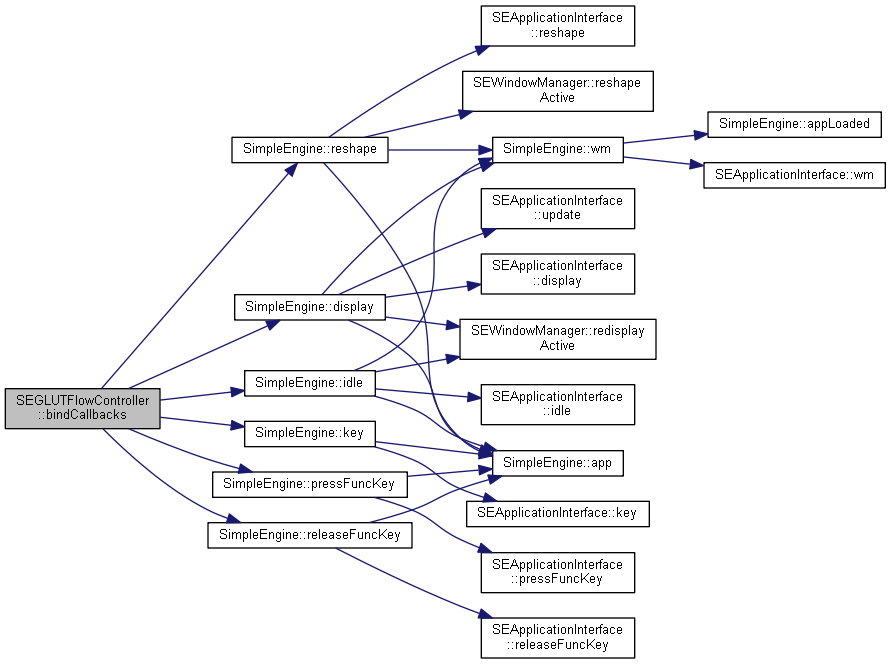 SEApplicationInterface
::reshape
SEWindowManager::reshape
Active
SimpleEngine::appLoaded
SimpleEngine::reshape
SimpleEngine::wm
SEApplicationInterface::wm
SEApplicationInterface
::update
SEApplicationInterface
::display
SimpleEngine::display
SEWindowManager::redisplay
Active
SimpleEngine::idle
SEApplicationInterface
::idle
SEGLUTFlowController
::bindCallbacks
SimpleEngine::key
SimpleEngine::app
SimpleEngine::pressFuncKey
SEApplicationInterface::key
SimpleEngine::releaseFuncKey
SEApplicationInterface
::pressFuncKey
SEApplicationInterface
::releaseFuncKey